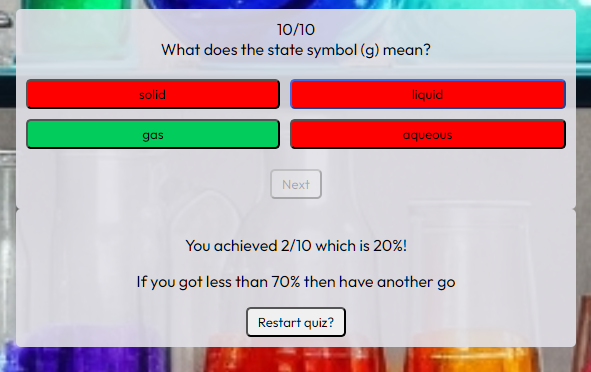 10/10
What does the state symbol (g) mean?
solid
liquid
gas
aqueous
Next
You achieved 2/10 which is 20%!
If you got less than 70% then have another go
Restart quiz?